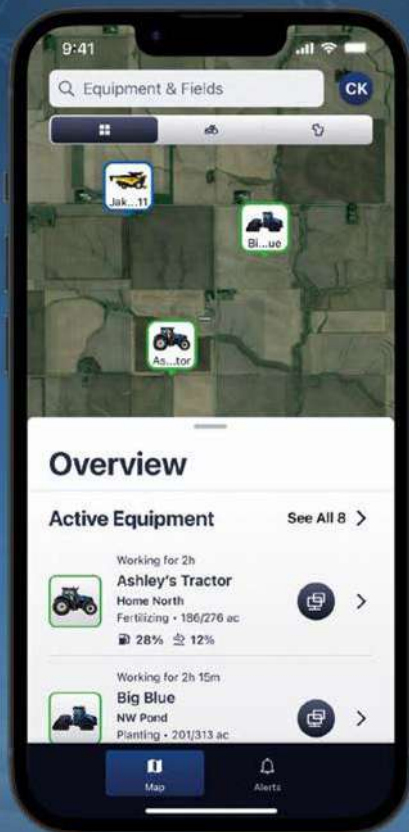 9:41
Equipment & Fields
CK
Jak...11
Bi...ue
As...tor
Overview
Active Equipment
See All 8
Working for 2h
Ashley's Tractor
Home North
Fertilizing • 186/276 ac
28% 12%
Working for 2h 15m
Big Blue
NW Pond
Planting • 201/313 ac
Map
Alerts